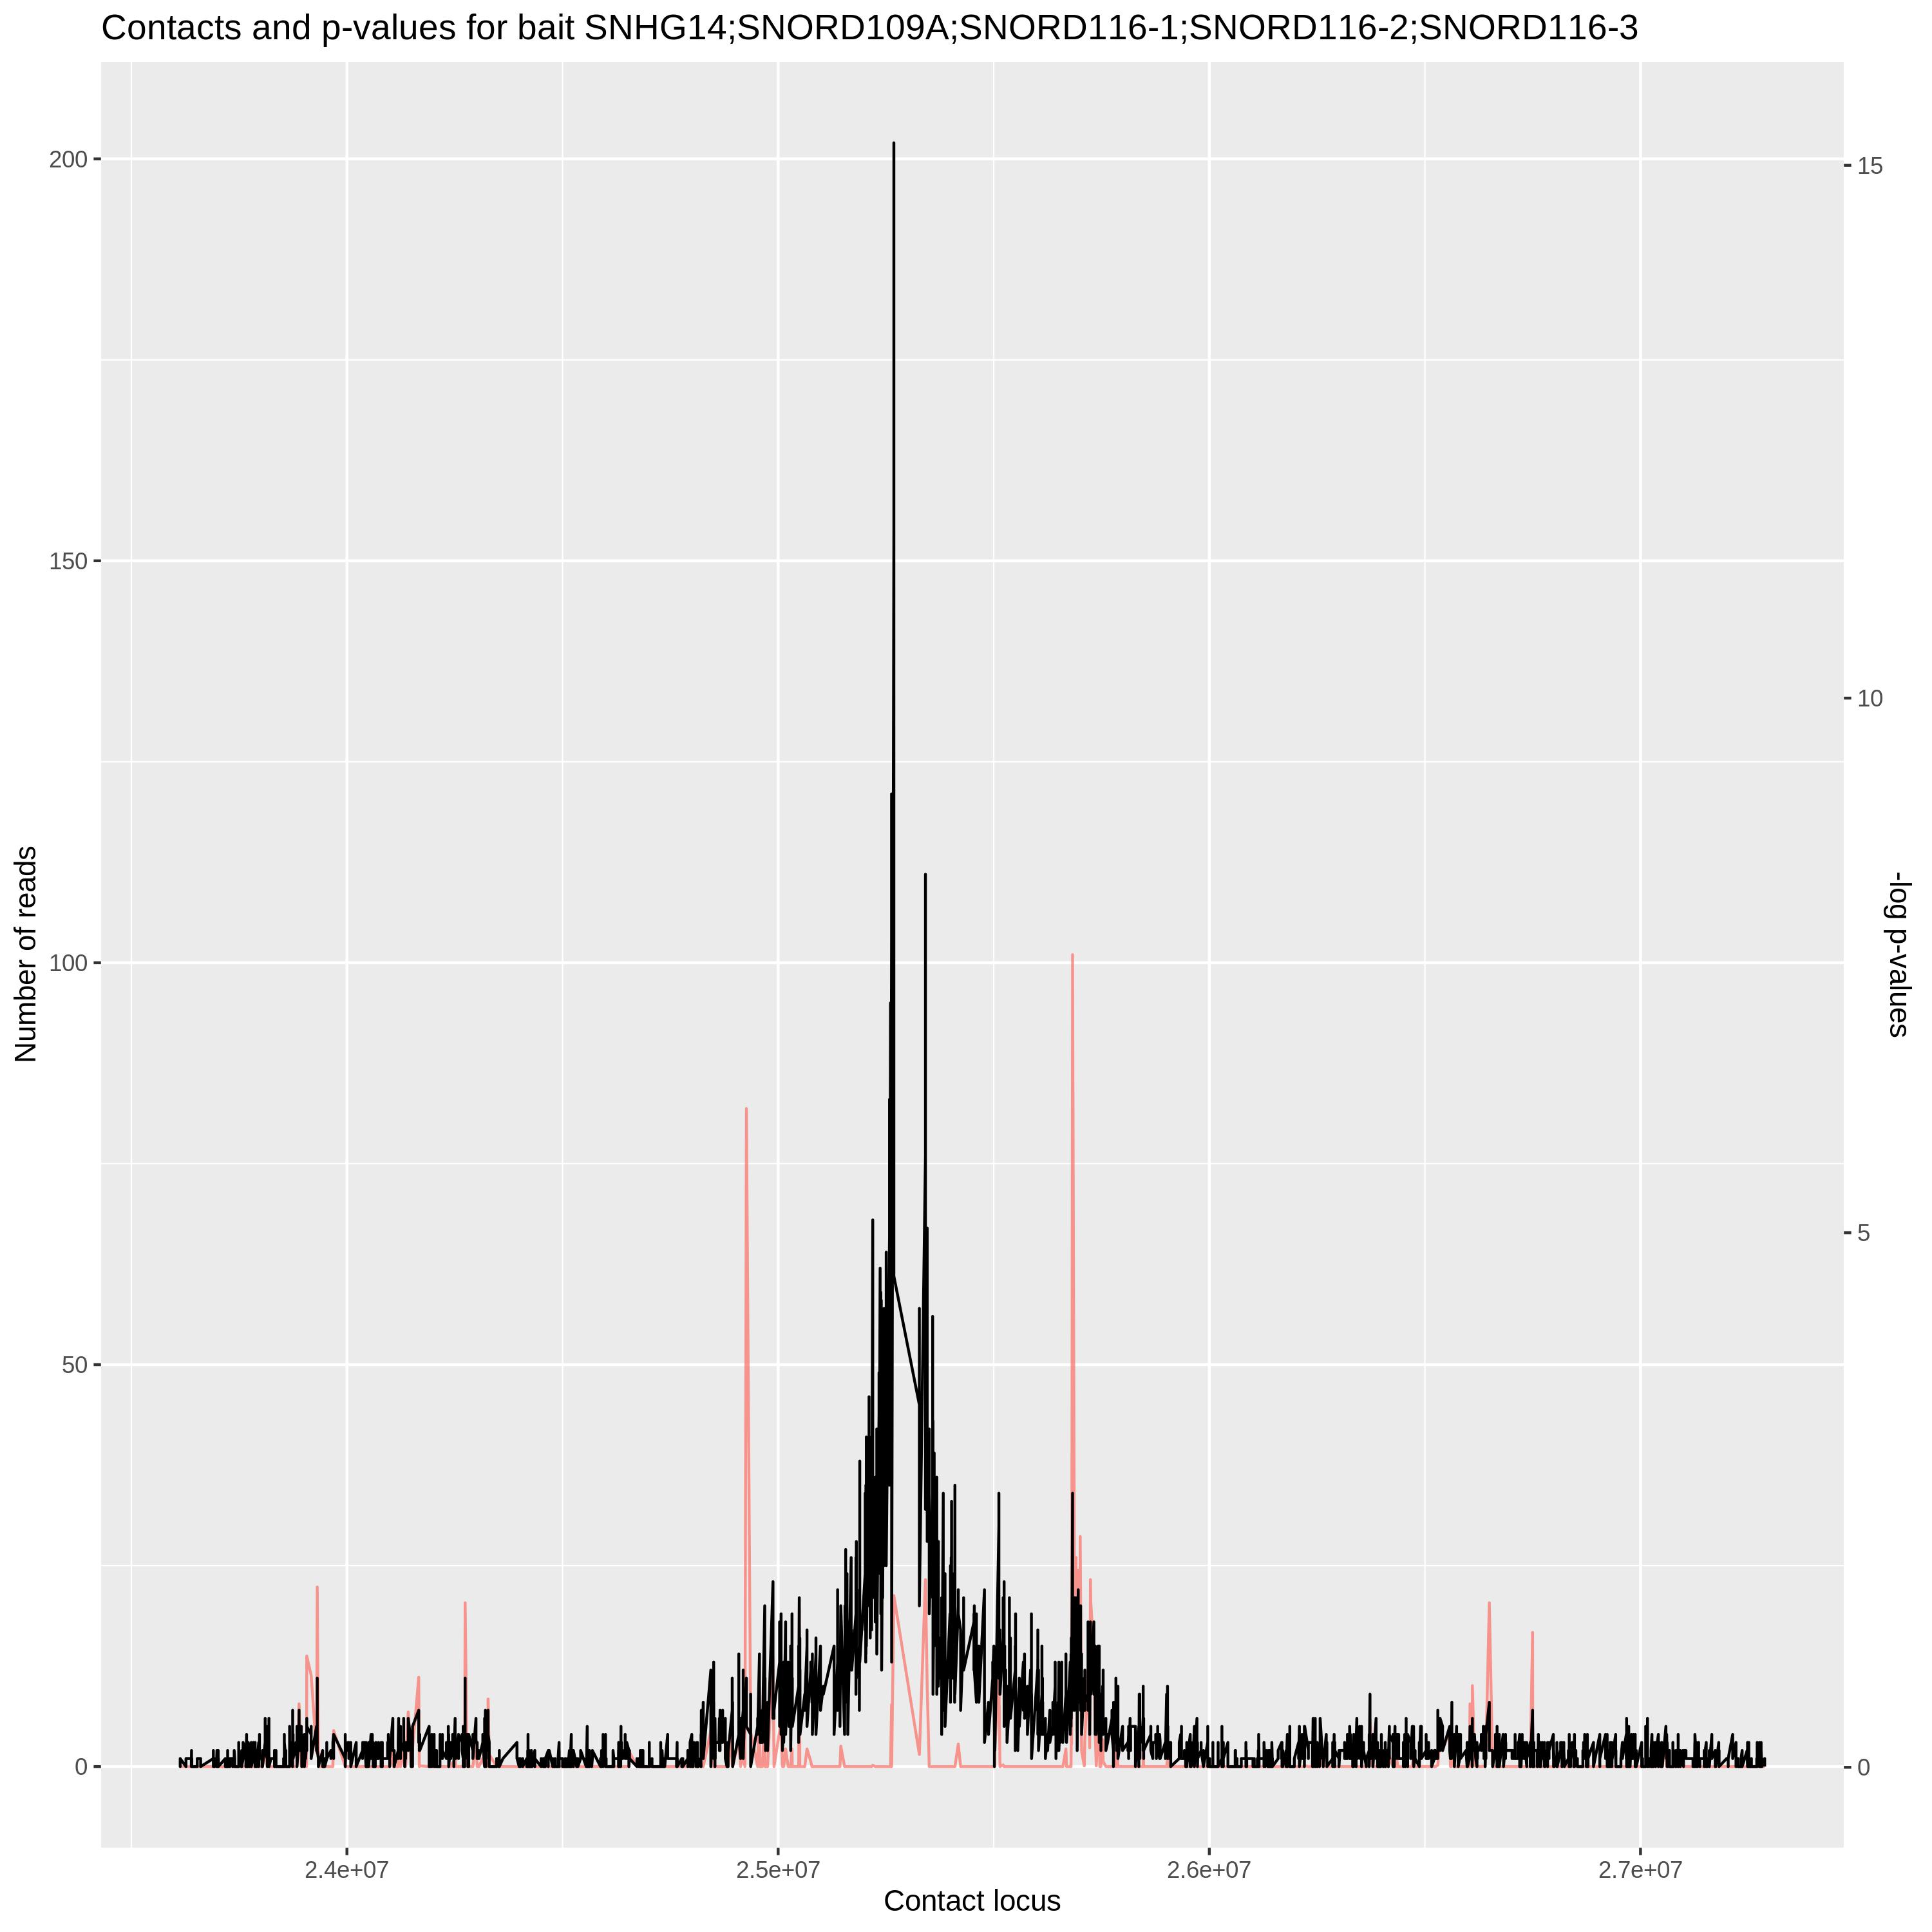 Contacts and p-values for bait SNHG14;SNORD109A;SNORD116-1;SNORD116-2;SNORD116-3
200
150
100
50
0
Number of reads
15
10
5
0
-log p-values
2.4e+07 2.5e+07 2.6e+07 2.7e+07
Contact locus